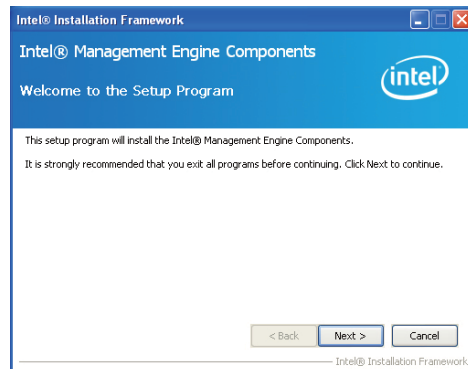 Intel® Installation Framework
Intel® Management Engine Components
Welcome to the Setup Program
intel
This setup program will install the Intel® Management Engine Components.
It is strongly recommended that you exit all programs before continuing. Click Next to continue.
< Back
Next >
Cancel
Intel® Installation Framework